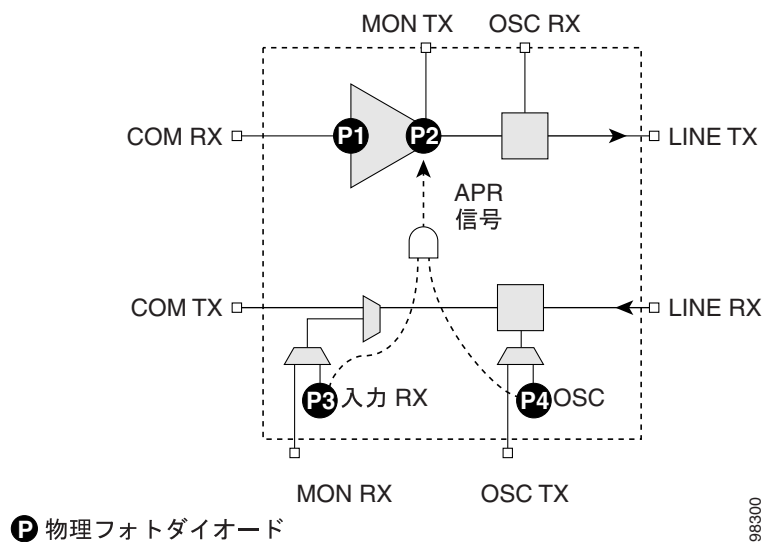 MON TX
OSC RX
COM RX
P1
P2
LINE TX
APR
信号
COM TX
LINE RX
P3 入力 RX
P4 OSC
MON RX
OSC TX
P 物理フォトダイオード
98300